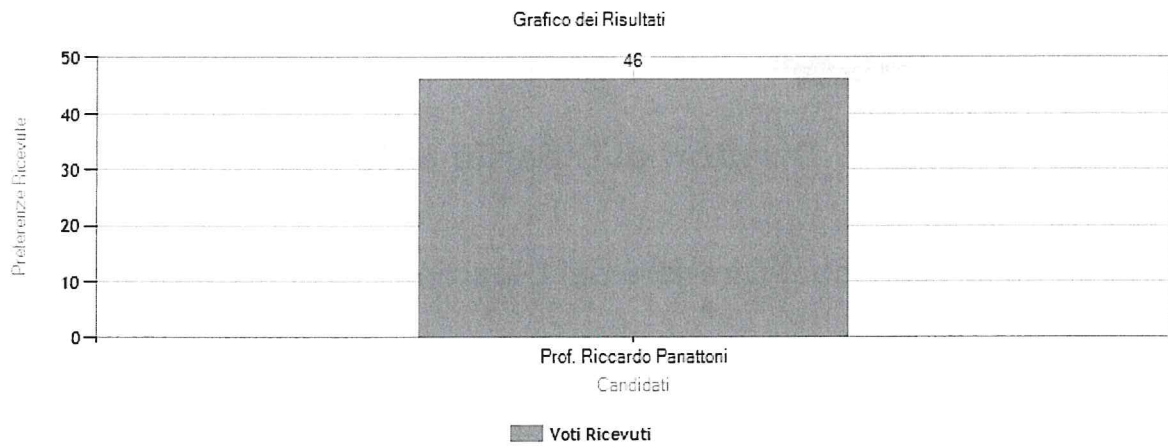 Grafico dei Risultati
50
46
40
30
20
10
0
Preferenze Ricevute
Prof. Riccardo Panattoni
Candidati
Voti Ricevuti